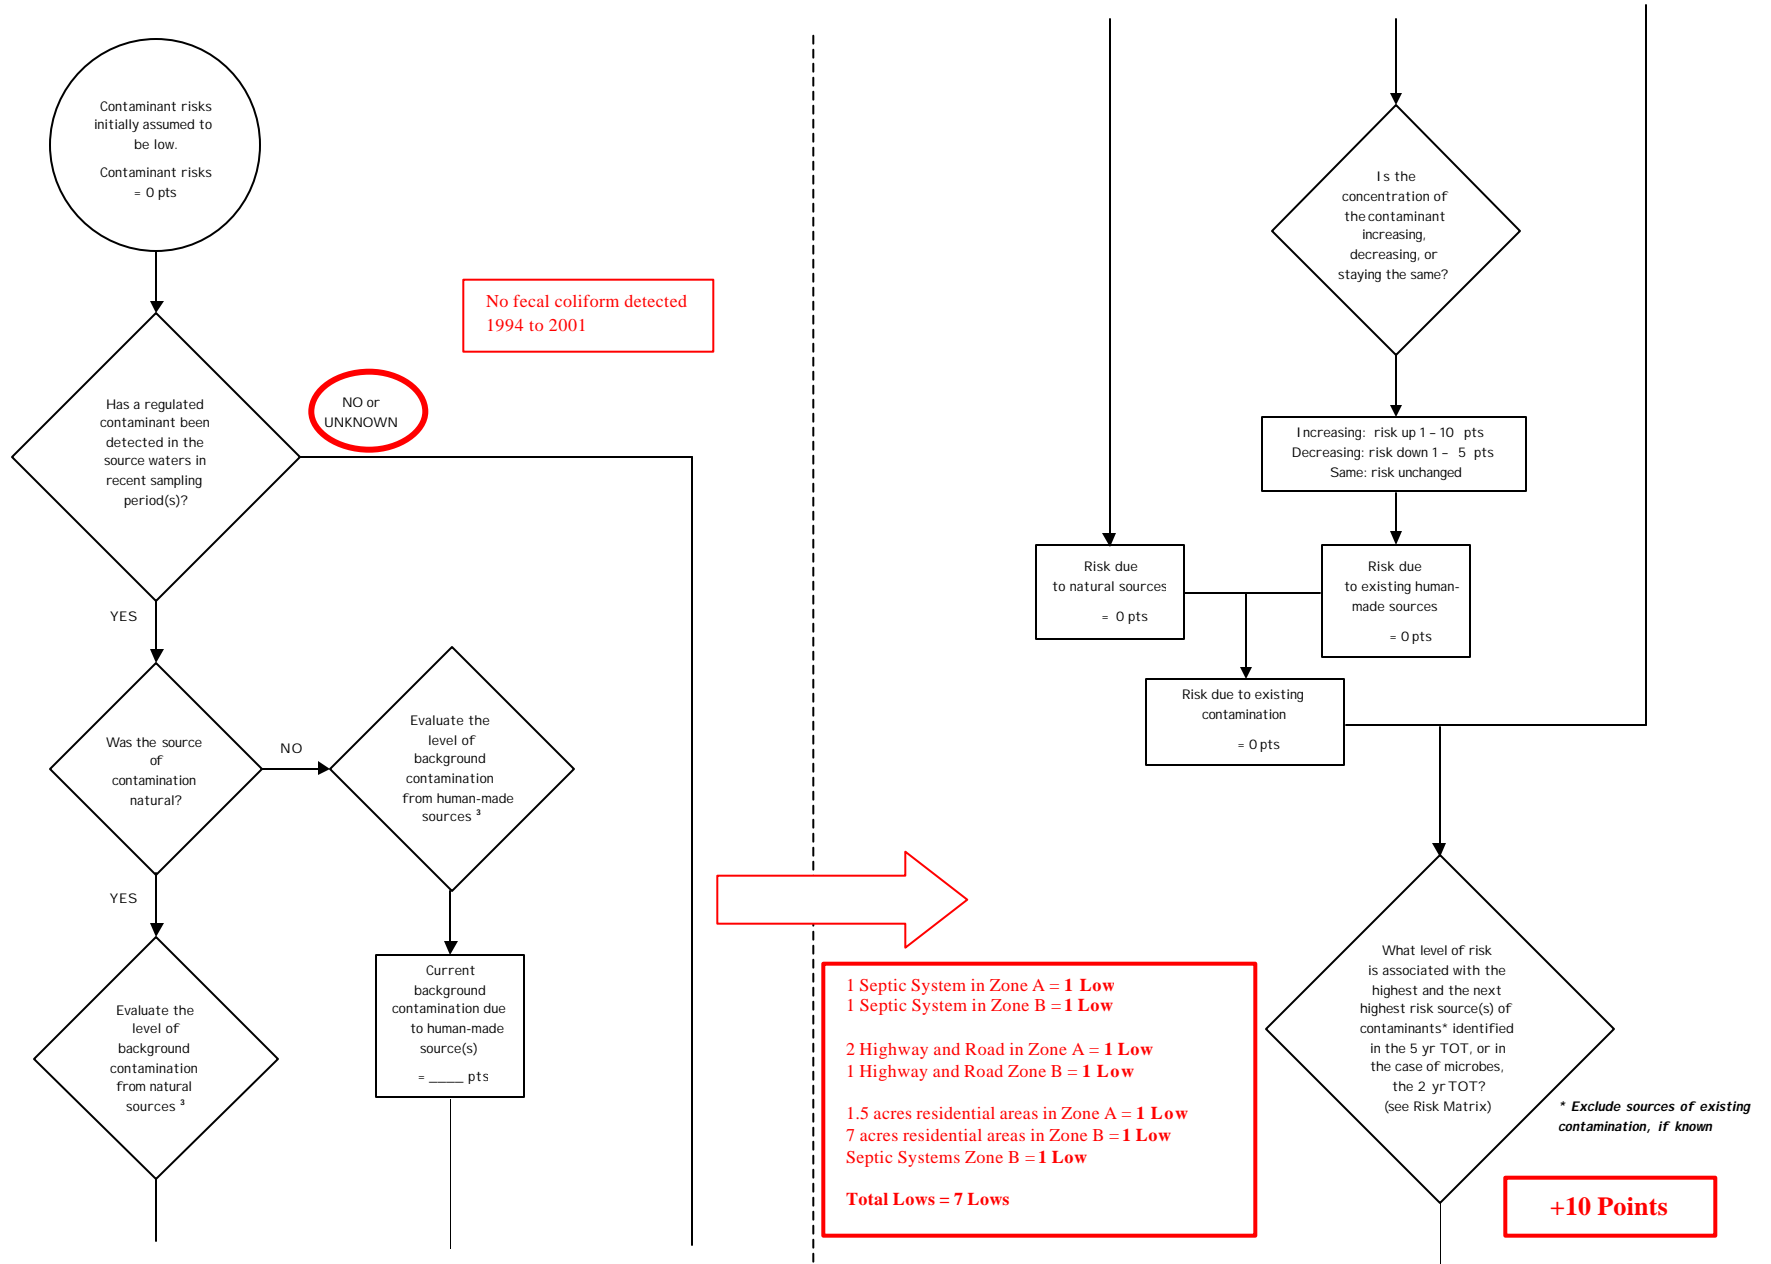 Contaminant risks
initially assumed to
be low.
Contaminant risks
= 0 pts
No fecal coliform detected
1994 to 2001
NO or
UNKNOWN
Has a regulated
contaminant been
detected in the
source waters in
recent sampling
period(s)?
YES
Was the source
of
contamination
natural?
NO
Evaluate the
level of
background
contamination
from human-made
sources ³
YES
Evaluate the
level of
background
contamination
from natural
sources ³
Current
background
contamination due
to human-made
source(s)
= ____ pts
Is the
concentration of
the contaminant
increasing,
decreasing, or
staying the same?
Increasing: risk up 1 – 10 pts
Decreasing: risk down 1 – 5 pts
Same: risk unchanged
Risk due
to natural sources
= 0 pts
Risk due
to existing human-
made sources
= 0 pts
Risk due to existing
contamination
= 0 pts
1 Septic System in Zone A = 1 Low
1 Septic System in Zone B = 1 Low
2 Highway and Road in Zone A = 1 Low
1 Highway and Road Zone B = 1 Low
1.5 acres residential areas in Zone A = 1 Low
7 acres residential areas in Zone B = 1 Low
Septic Systems Zone B = 1 Low
Total Lows = 7 Lows
What level of risk
is associated with the
highest and the next
highest risk source(s) of
contaminants* identified
in the 5 yr TOT, or in
the case of microbes,
the 2 yr TOT?
(see Risk Matrix)
* Exclude sources of existing
contamination, if known
+10 Points